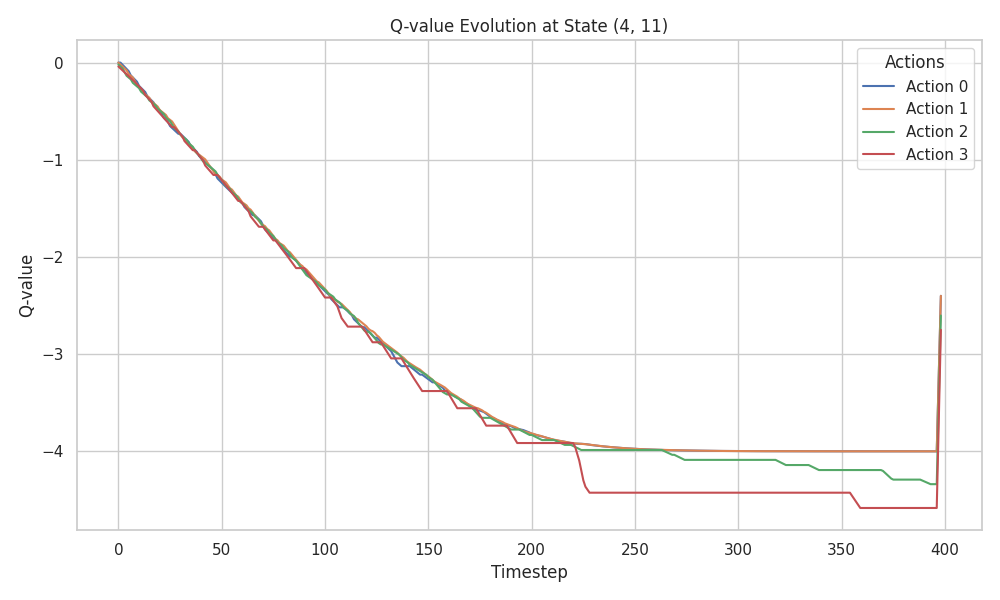 Q-value Evolution at State (4, 11)
Actions
Action 0
Action 1
Action 2
Action 3
Q-value
0
−1
−2
−3
−4
0 50 100 150 200 250 300 350 400
Timestep